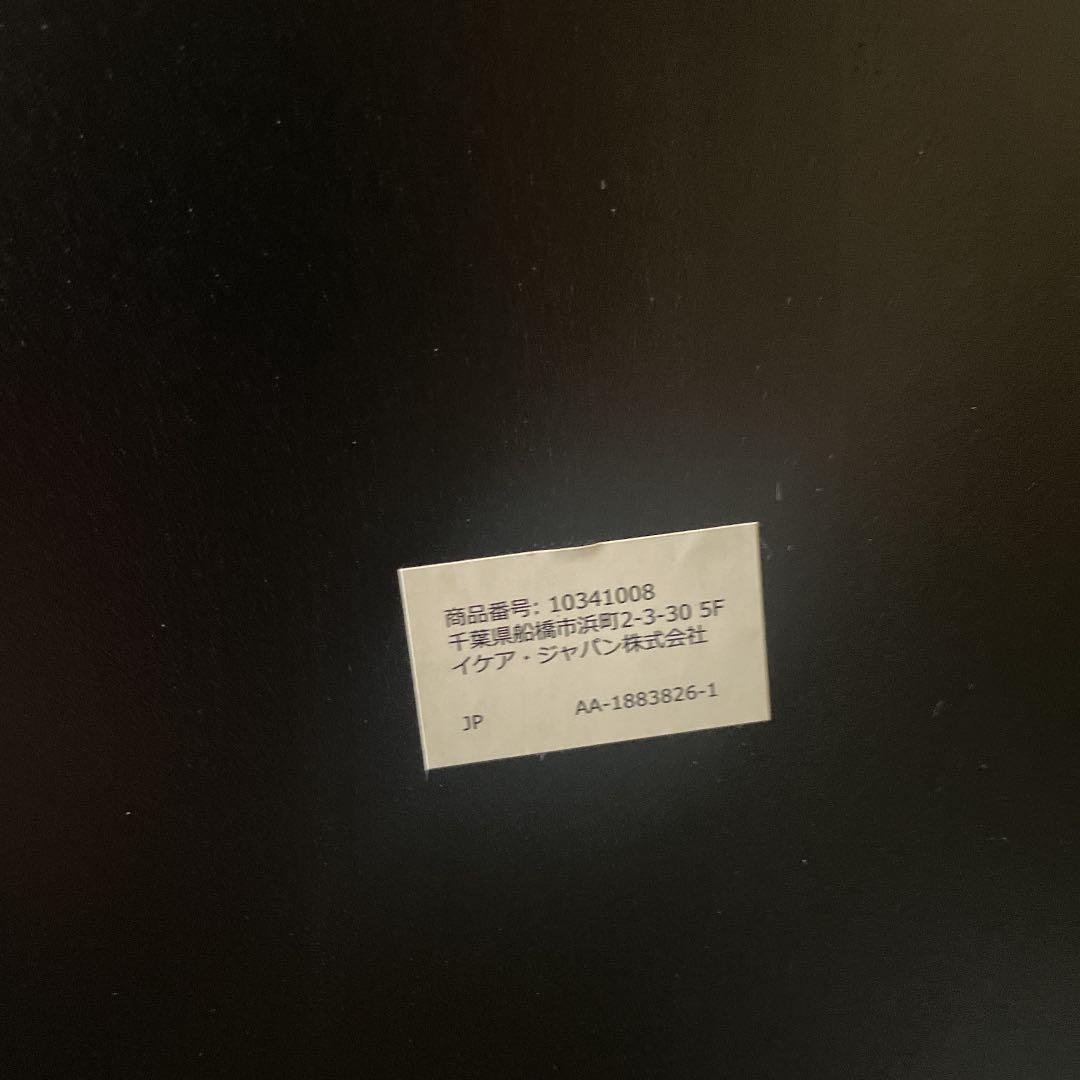 商品番号: 10341008
千葉県船橋市浜町2-3-30 5F
イケア・ジャパン株式会社
JP AA-1883826-1